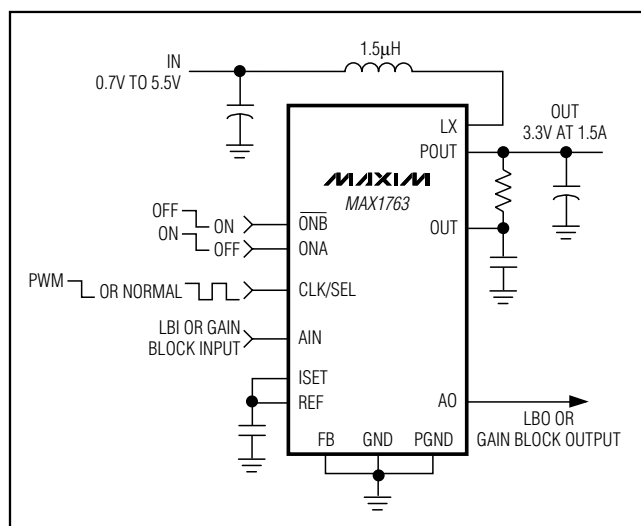 IN
0.7V TO 5.5V
1.5µH
LX
OUT
3.3V AT 1.5A
POUT
MAXIM
MAX1763
OFF
ON
ONB
ON
OFF
ONA
OUT
PWM
OR NORMAL
CLK/SEL
LBI OR GAIN
BLOCK INPUT
AIN
ISET
REF
AO
LBO OR
GAIN BLOCK OUTPUT
FB GND PGND